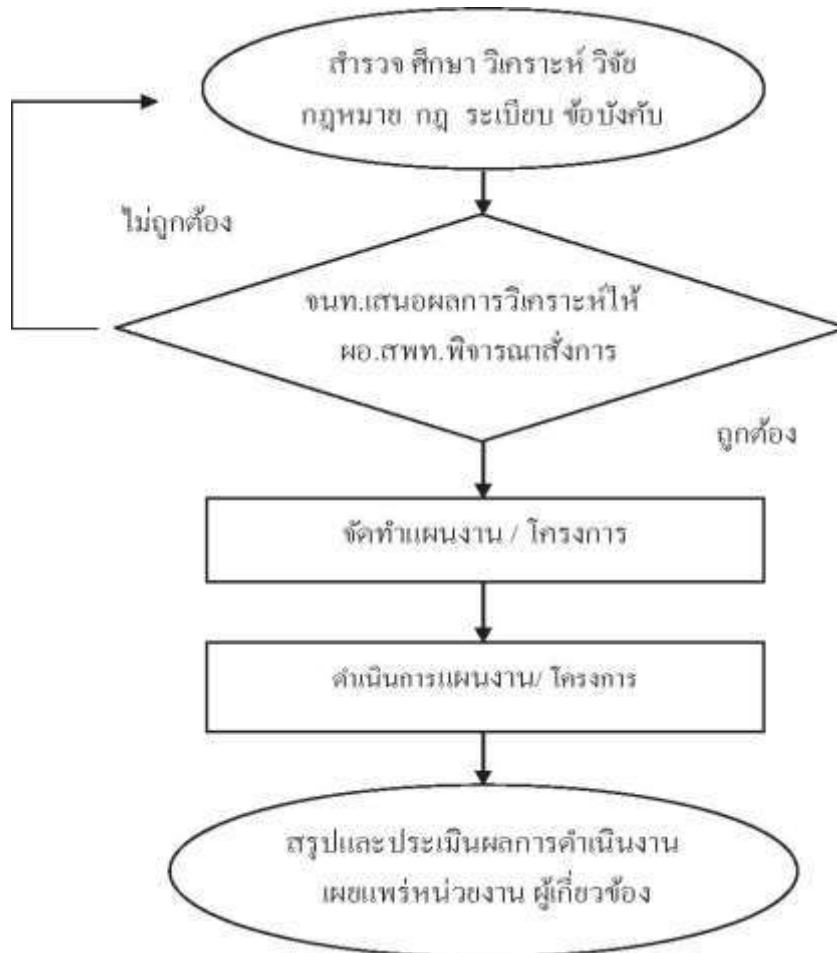 สำรวจ ศึกษา วิเคราะห์ วิจัย
กฎหมาย กฎ ระเบียบ ข้อบังคับ
ไม่ถูกต้อง
จนท.เสนอผลการวิเคราะห์ให้
ผอ.สพท.พิจารณาสั่งการ
ถูกต้อง
จัดทำแผนงาน / โครงการ
ดำเนินการแผนงาน/ โครงการ
สรุปและประเมินผลการดำเนินงาน
เผยแพร่หน่วยงาน ผู้เกี่ยวข้อง